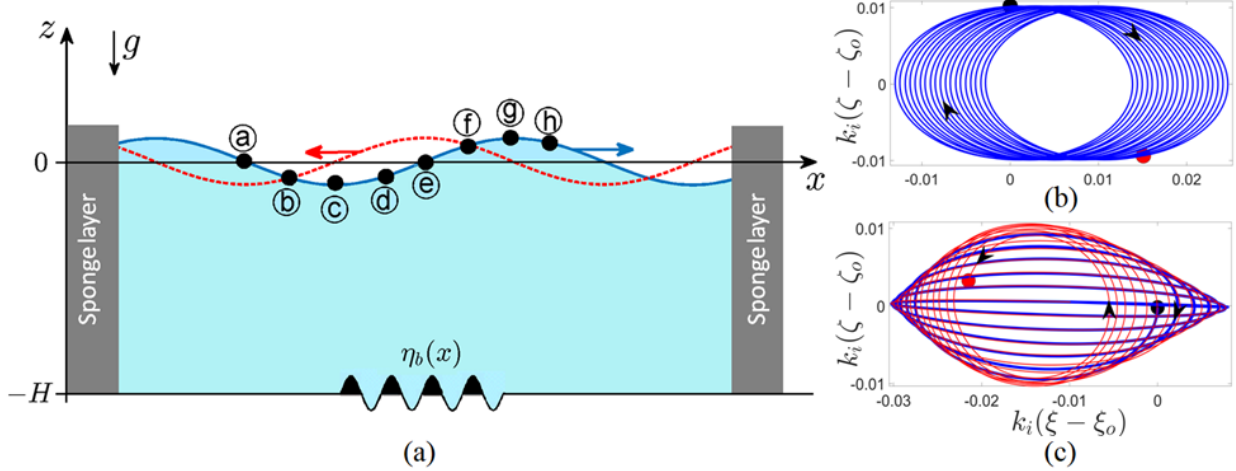 z
g
0
x
ⓐ
ⓑ
ⓒ
ⓓ
ⓔ
ⓕ
ⓖ
ⓗ
Sponge layer
Sponge layer
η_b(x)
−H
(a)
k_i(ζ − ζ_o)
0.01
0
-0.01
-0.01
0
0.01
0.02
(b)
k_i(ζ − ζ_o)
0.01
0
-0.01
-0.03
-0.02
-0.01
0
k_i(ξ − ξ_o)
(c)